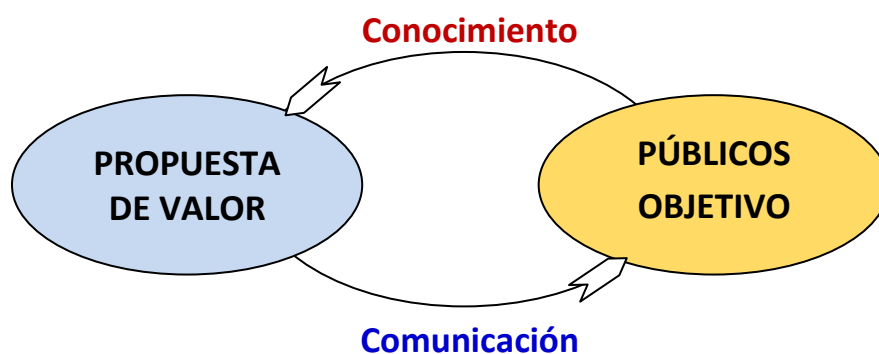 Conocimiento
PROPUESTA
DE VALOR
PÚBLICOS
OBJETIVO
Comunicación